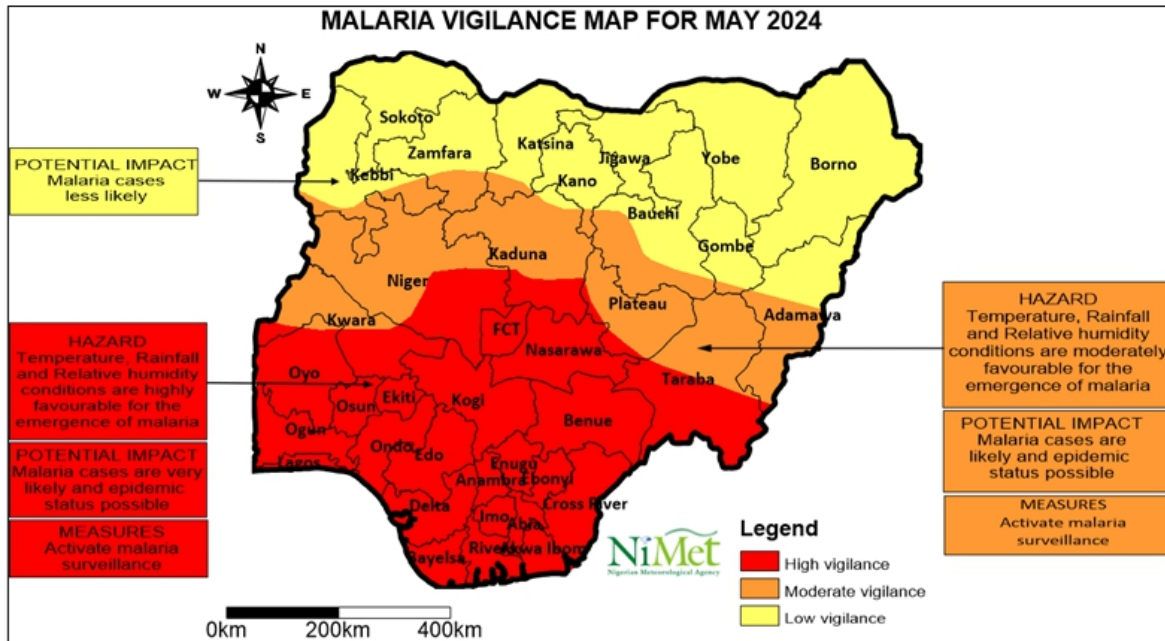 MALARIA VIGILANCE MAP FOR MAY 2024
N
W E
S
POTENTIAL IMPACT
Malaria cases
less likely
HAZARD
Temperature, Rainfall
and Relative humidity
conditions are highly
favourable for the
emergence of malaria
POTENTIAL IMPACT
Malaria cases are very
likely and epidemic
status possible
MEASURES
Activate malaria
surveillance
Sokoto
Zamfara
Kebbi
Katsina
Kano
Jigawa
Yobe
Borno
Bauchi
Gombe
Kaduna
Niger
Plateau
Adamawa
Kwara
FCT
Nasarawa
Taraba
Oyo
Osun
Ekiti
Kogi
Benue
Ogun
Lagos
Ondo
Edo
Enugu
Anambra
Ebonyi
Cross River
Delta
Imo
Abia
Bayelsa
Rivers
Akwa Ibom
HAZARD
Temperature, Rainfall
and Relative humidity
conditions are moderately
favourable for the
emergence of malaria
POTENTIAL IMPACT
Malaria cases are
likely and epidemic
status possible
MEASURES
Activate malaria
surveillance
NiMet
Nigerian Meteorological Agency
Legend
High vigilance
Moderate vigilance
Low vigilance
0km 200km 400km